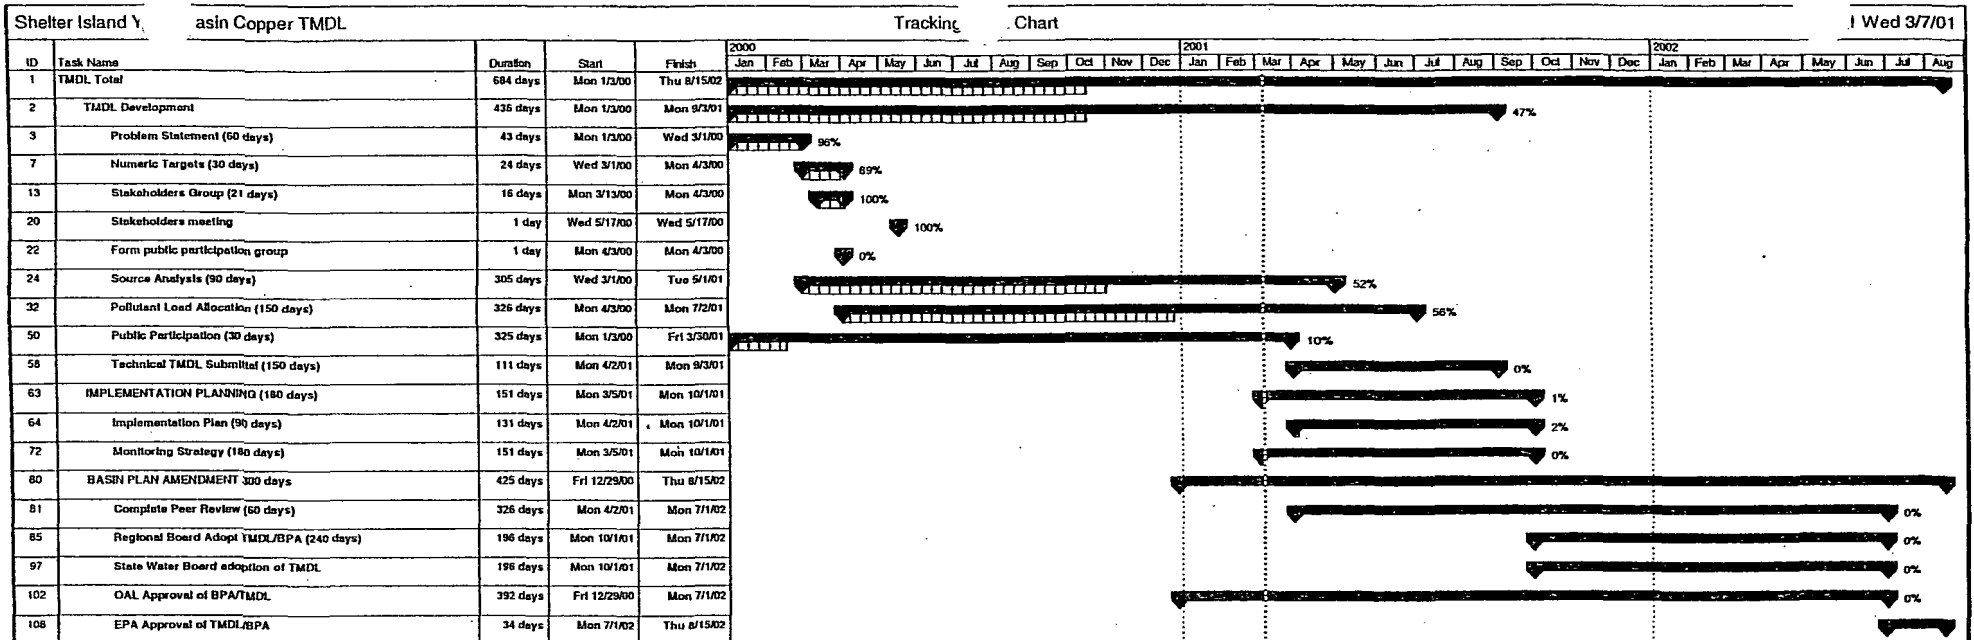 Shelter Island Y asin Copper TMDL Tracking Chart Wed 3/7/01
2000 2001 2002
ID Task Name Duration Start Finish Jan Feb Mar Apr May Jun Jul Aug Sep Oct Nov Dec Jan Feb Mar Apr May Jun Jul Aug Sep Oct Nov Dec Jan Feb Mar Apr May Jun Jul Aug
1 TMDL Total 684 days Mon 1/3/00 Thu 8/15/02
2 TMDL Development 436 days Mon 1/3/00 Mon 9/3/01 47%
3 Problem Statement (60 days) 43 days Mon 1/3/00 Wed 3/1/00 96%
7 Numeric Targets (30 days) 24 days Wed 3/1/00 Mon 4/3/00 89%
13 Stakeholders Group (21 days) 16 days Mon 3/13/00 Mon 4/3/00 100%
20 Stakeholders meeting 1 day Wed 5/17/00 Wed 5/17/00 100%
22 Form public participation group 1 day Mon 4/3/00 Mon 4/3/00 0%
24 Source Analysis (90 days) 305 days Wed 3/1/00 Tue 5/1/01 52%
32 Pollutant Load Allocation (150 days) 326 days Mon 4/3/00 Mon 7/2/01 56%
50 Public Participation (30 days) 325 days Mon 1/3/00 Fri 3/30/01 10%
58 Technical TMDL Submittal (150 days) 111 days Mon 4/2/01 Mon 9/3/01 0%
63 IMPLEMENTATION PLANNING (180 days) 151 days Mon 3/5/01 Mon 10/1/01 1%
64 Implementation Plan (90 days) 131 days Mon 4/2/01 Mon 10/1/01 2%
72 Monitoring Strategy (180 days) 151 days Mon 3/5/01 Mon 10/1/01 0%
80 BASIN PLAN AMENDMENT 300 days 425 days Fri 12/29/00 Thu 8/15/02
81 Complete Peer Review (60 days) 326 days Mon 4/2/01 Mon 7/1/02 0%
85 Regional Board Adopt TMDL/BPA (240 days) 196 days Mon 10/1/01 Mon 7/1/02 0%
97 State Water Board adoption of TMDL 196 days Mon 10/1/01 Mon 7/1/02 0%
102 OAL Approval of BPA/TMDL 392 days Fri 12/29/00 Mon 7/1/02 0%
108 EPA Approval of TMDL/BPA 34 days Mon 7/1/02 Thu 8/15/02